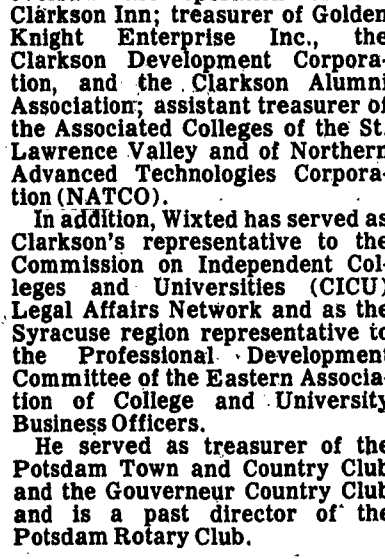 Clarkson Inn; treasurer of Golden
Knight Enterprise Inc., the
Clarkson Development Corpora-
tion, and the Clarkson Alumni
Association; assistant treasurer of
the Associated Colleges of the St.
Lawrence Valley and of Northern
Advanced Technologies Corpora-
tion (NATCO).
In addition, Wixted has served as
Clarkson's representative to the
Commission on Independent Col-
leges and Universities (CICU)
Legal Affairs Network and as the
Syracuse region representative to
the Professional Development
Committee of the Eastern Associa-
tion of College and University
Business Officers.
He served as treasurer of the
Potsdam Town and Country Club
and the Gouverneur Country Club
and is a past director of the
Potsdam Rotary Club.